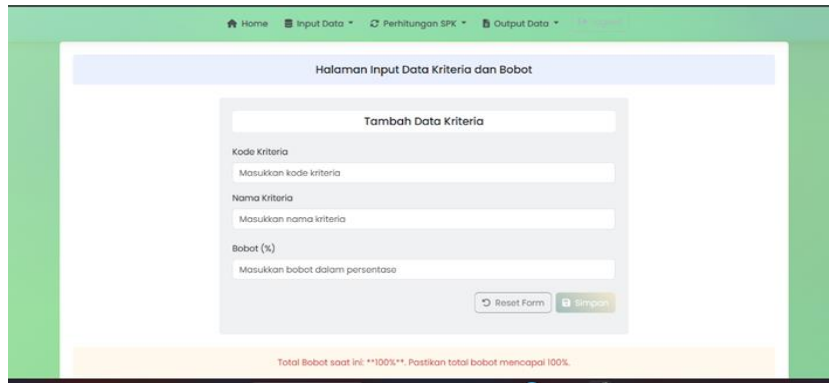 Home Input Data Perhitungan SPK Output Data
Halaman Input Data Kriteria dan Bobot
Tambah Data Kriteria
Kode Kriteria
Masukkan kode kriteria
Nama Kriteria
Masukkan nama kriteria
Bobot (%)
Masukkan bobot dalam persentase
Reset Form Simpan
Total Bobot saat ini: **100%**. Pastikan total bobot mencapai 100%.